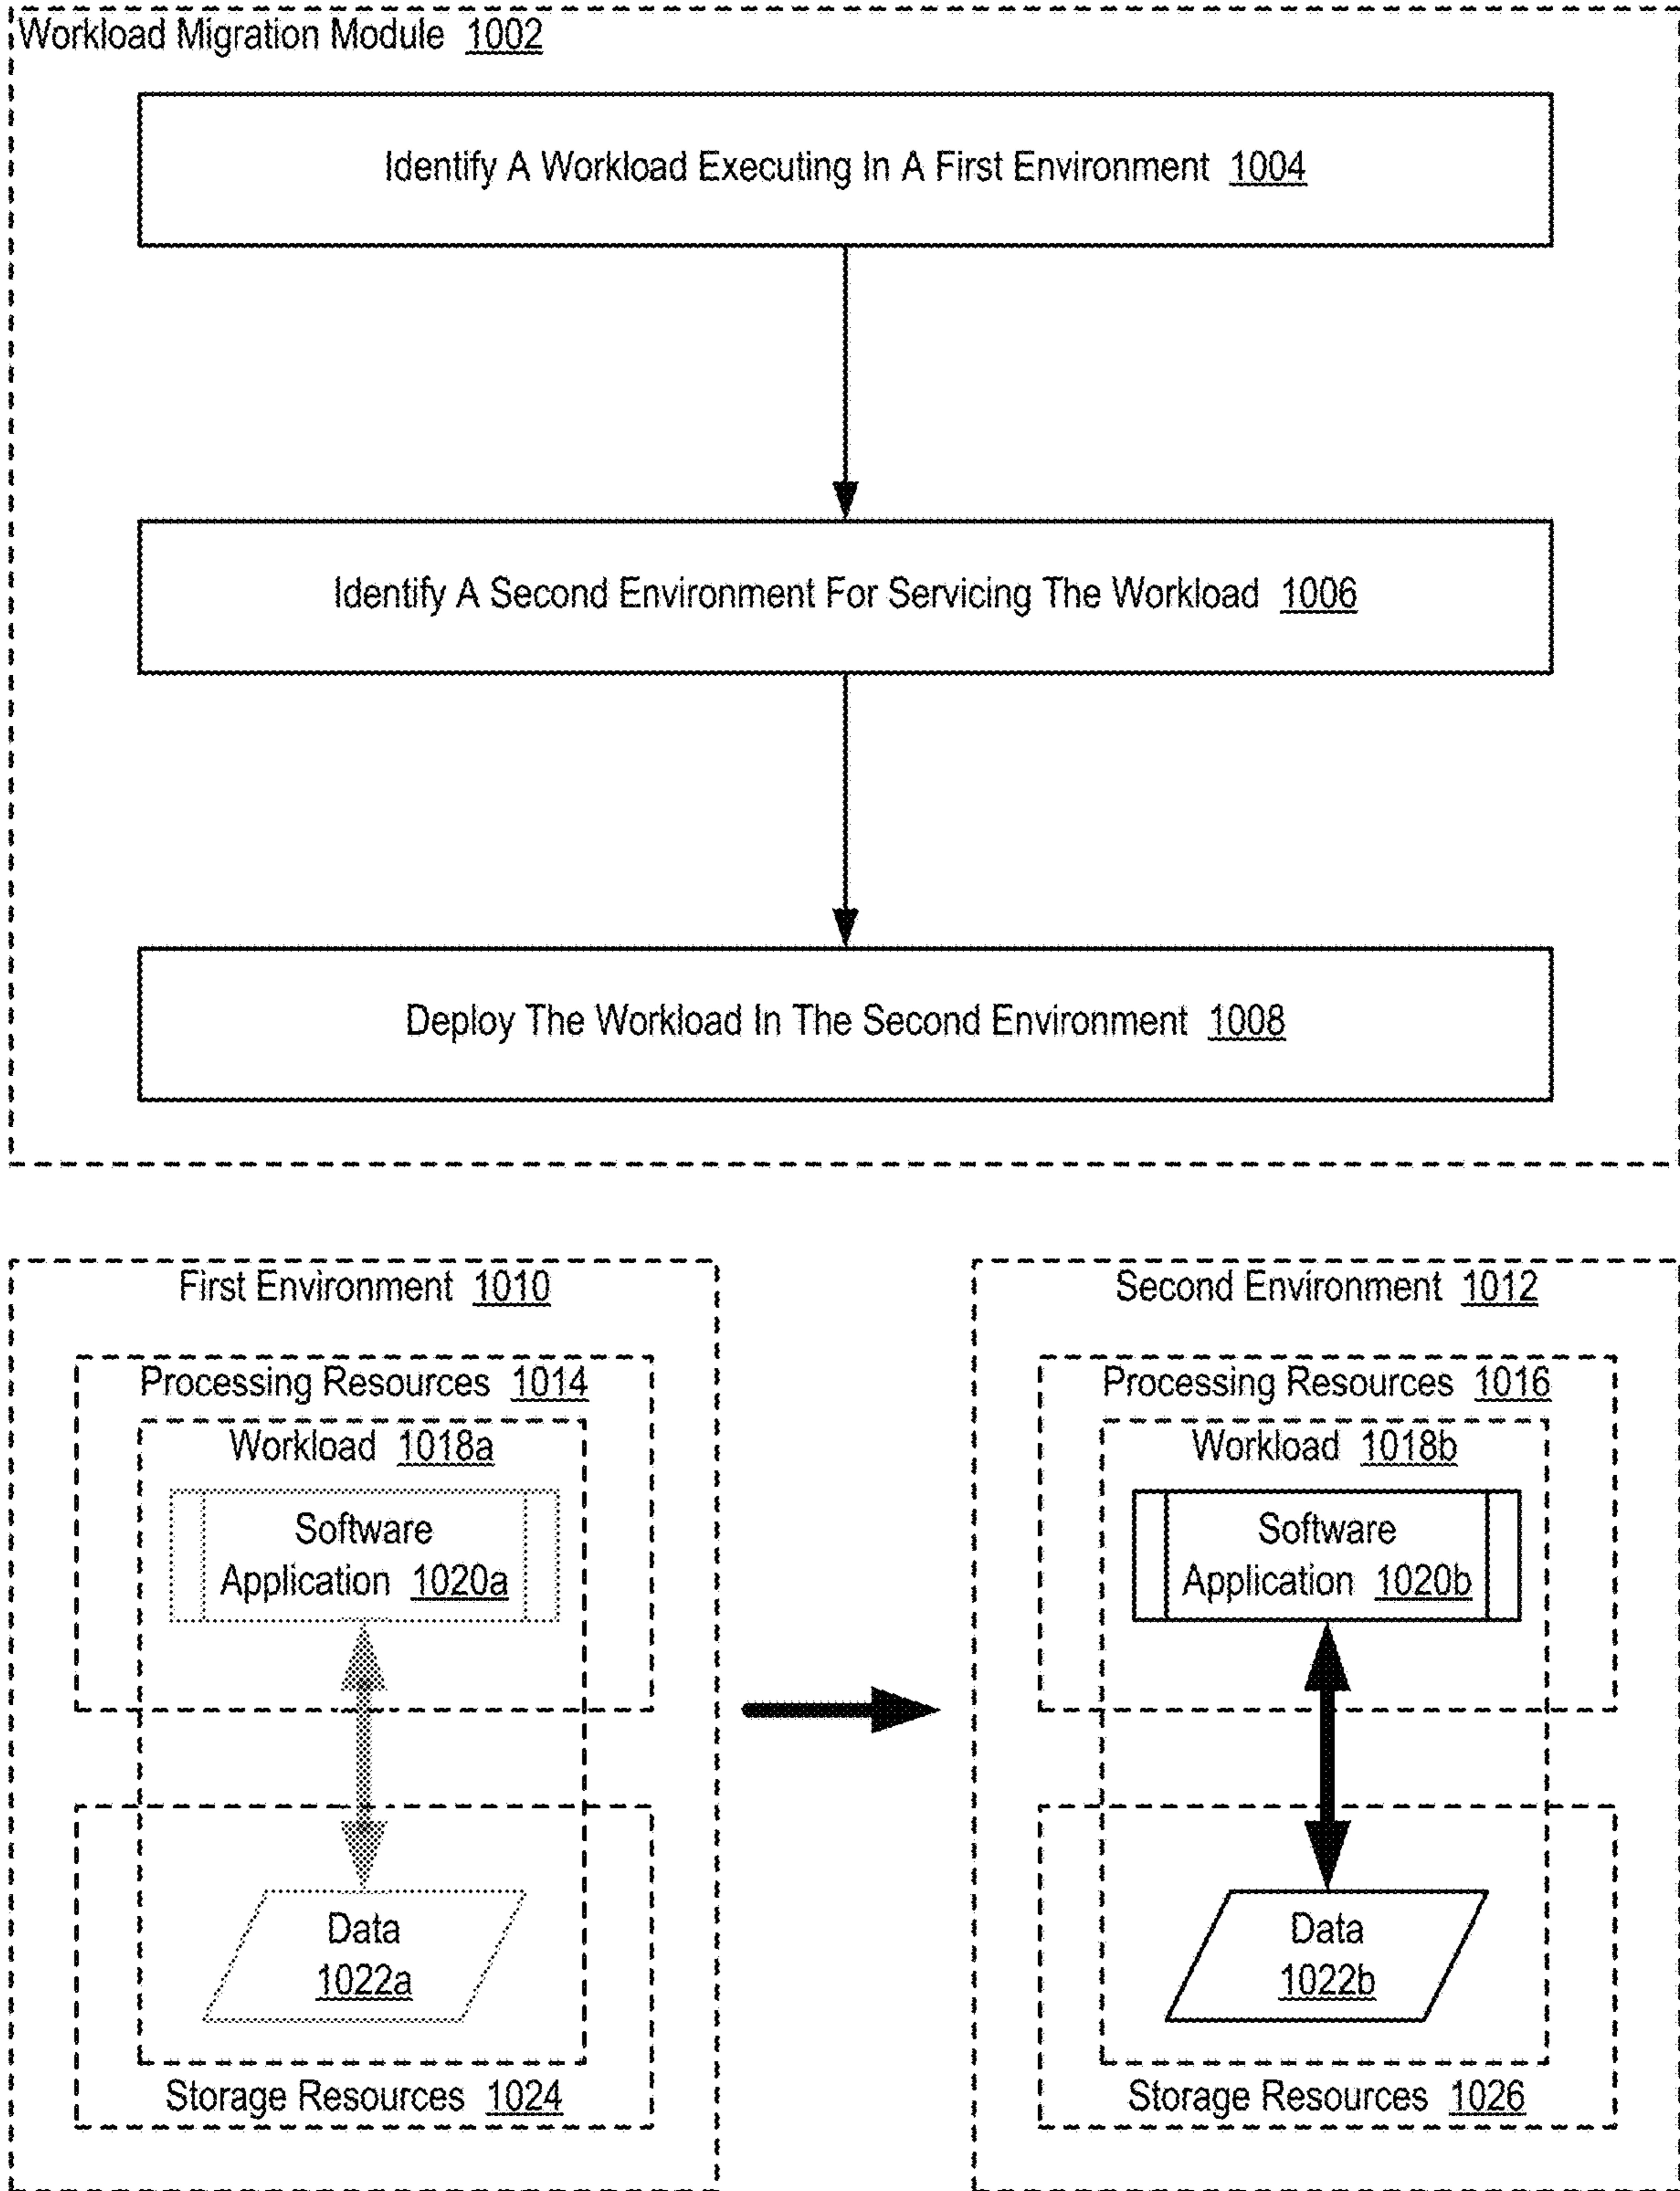 Workload Migration Module 1002
Identify A Workload Executing In A First Environment 1004
Identify A Second Environment For Servicing The Workload 1006
Deploy The Workload In The Second Environment 1008
First Environment 1010
Processing Resources 1014
Workload 1018a
Software
Application 1020a
Data
1022a
Storage Resources 1024
Second Environment 1012
Processing Resources 1016
Workload 1018b
Software
Application 1020b
Data
1022b
Storage Resources 1026